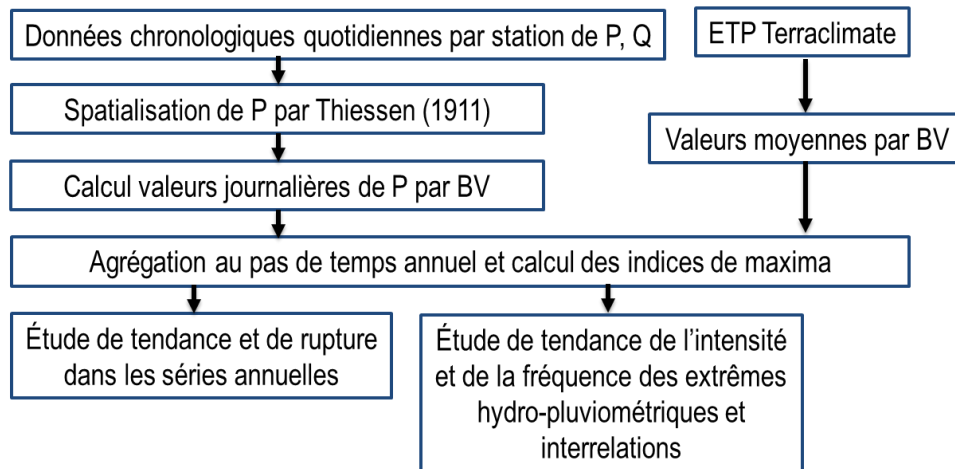 Données chronologiques quotidiennes par station de P, Q
ETP Terraclimate
Spatialisation de P par Thiessen (1911)
Valeurs moyennes par BV
Calcul valeurs journalières de P par BV
Agrégation au pas de temps annuel et calcul des indices de maxima
Étude de tendance et de rupture
dans les séries annuelles
Étude de tendance de l’intensité
et de la fréquence des extrêmes
hydro-pluviométriques et
interrelations